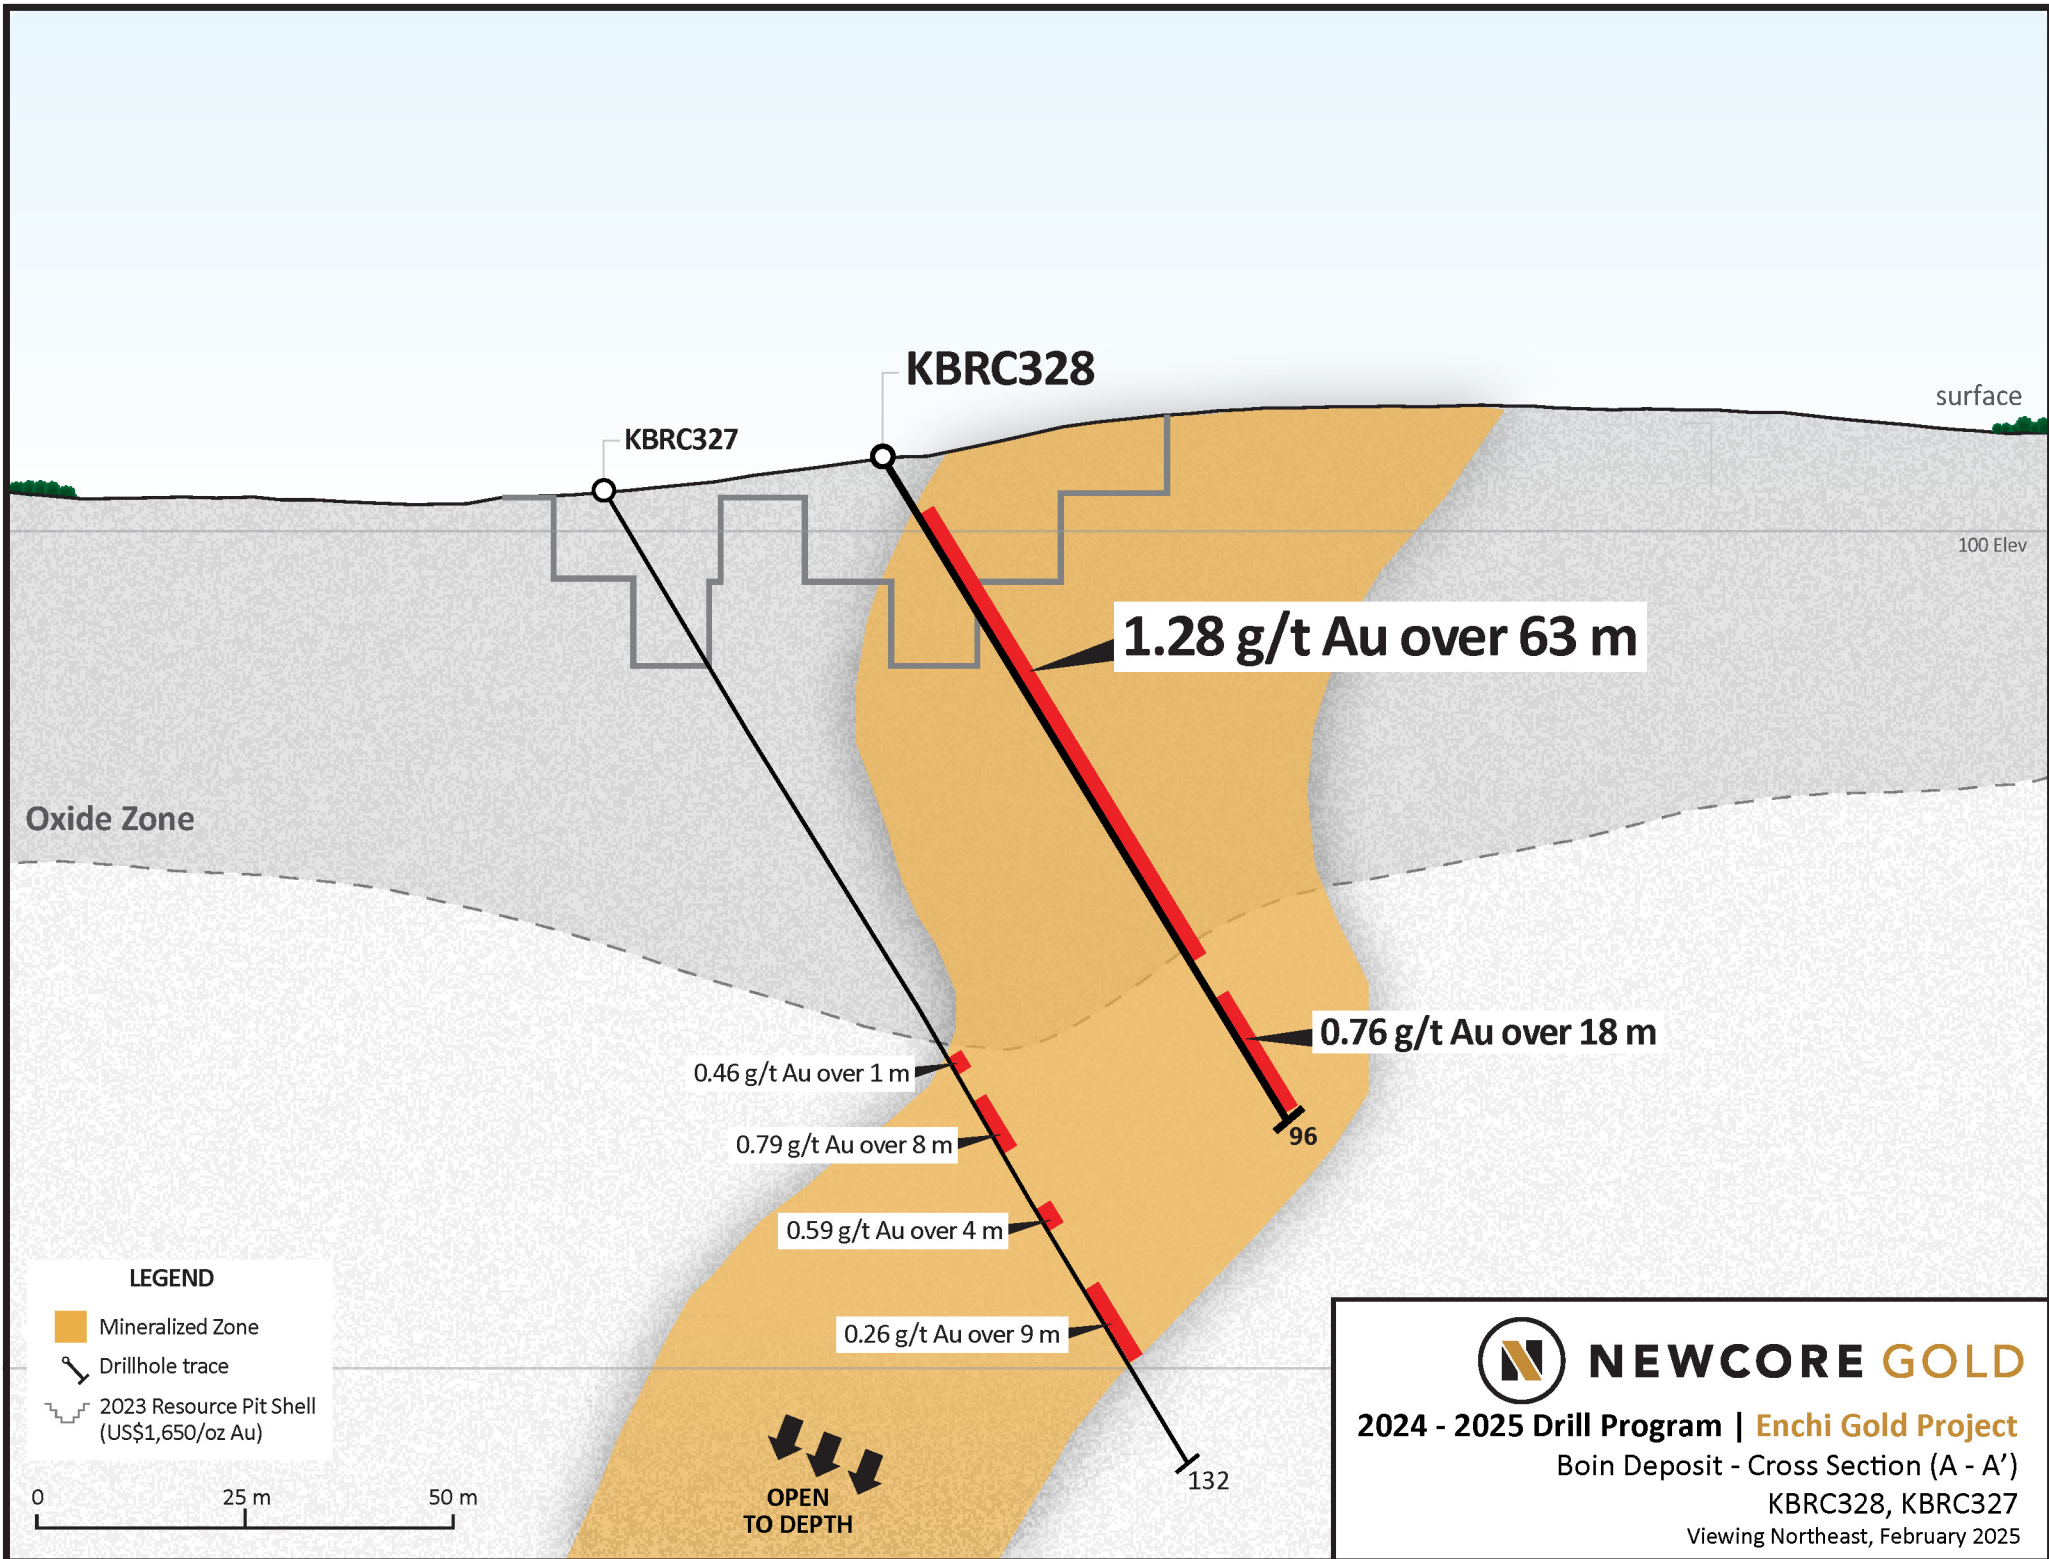 KBRC328
KBRC327
surface
100 Elev
1.28 g/t Au over 63 m
Oxide Zone
0.76 g/t Au over 18 m
0.46 g/t Au over 1 m
96
0.79 g/t Au over 8 m
0.59 g/t Au over 4 m
0.26 g/t Au over 9 m
132
OPEN
TO DEPTH
LEGEND
Mineralized Zone
Drillhole trace
2023 Resource Pit Shell
(US$1,650/oz Au)
0 25 m 50 m
N NEWCORE GOLD
2024 - 2025 Drill Program | Enchi Gold Project
Boin Deposit - Cross Section (A - A’)
KBRC328, KBRC327
Viewing Northeast, February 2025